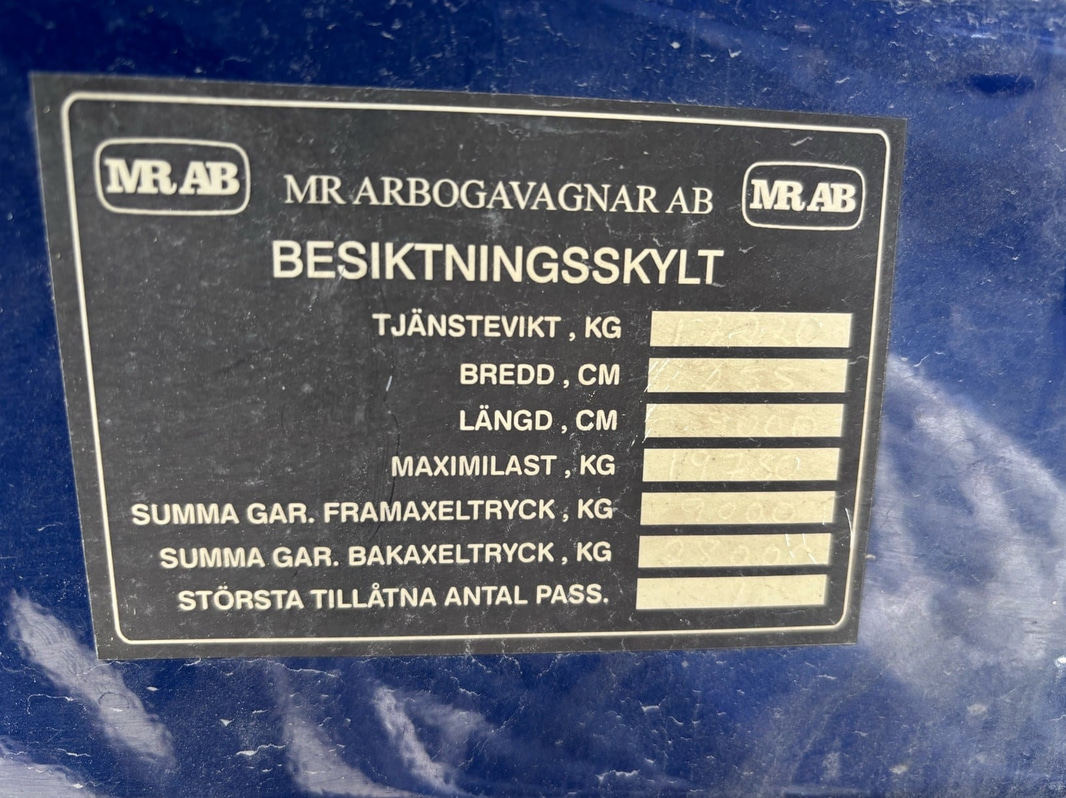 MR AB MR ARBOGAVAGNAR AB MR AB
BESIKTNINGSSKYLT
TJÄNSTEVIKT, KG
BREDD, CM
LÄNGD, CM
MAXIMILAST, KG
SUMMA GAR. FRAMAXELTRYCK, KG 9000
SUMMA GAR. BAKAXELTRYCK, KG
STÖRSTA TILLÅTNA ANTAL PASS.